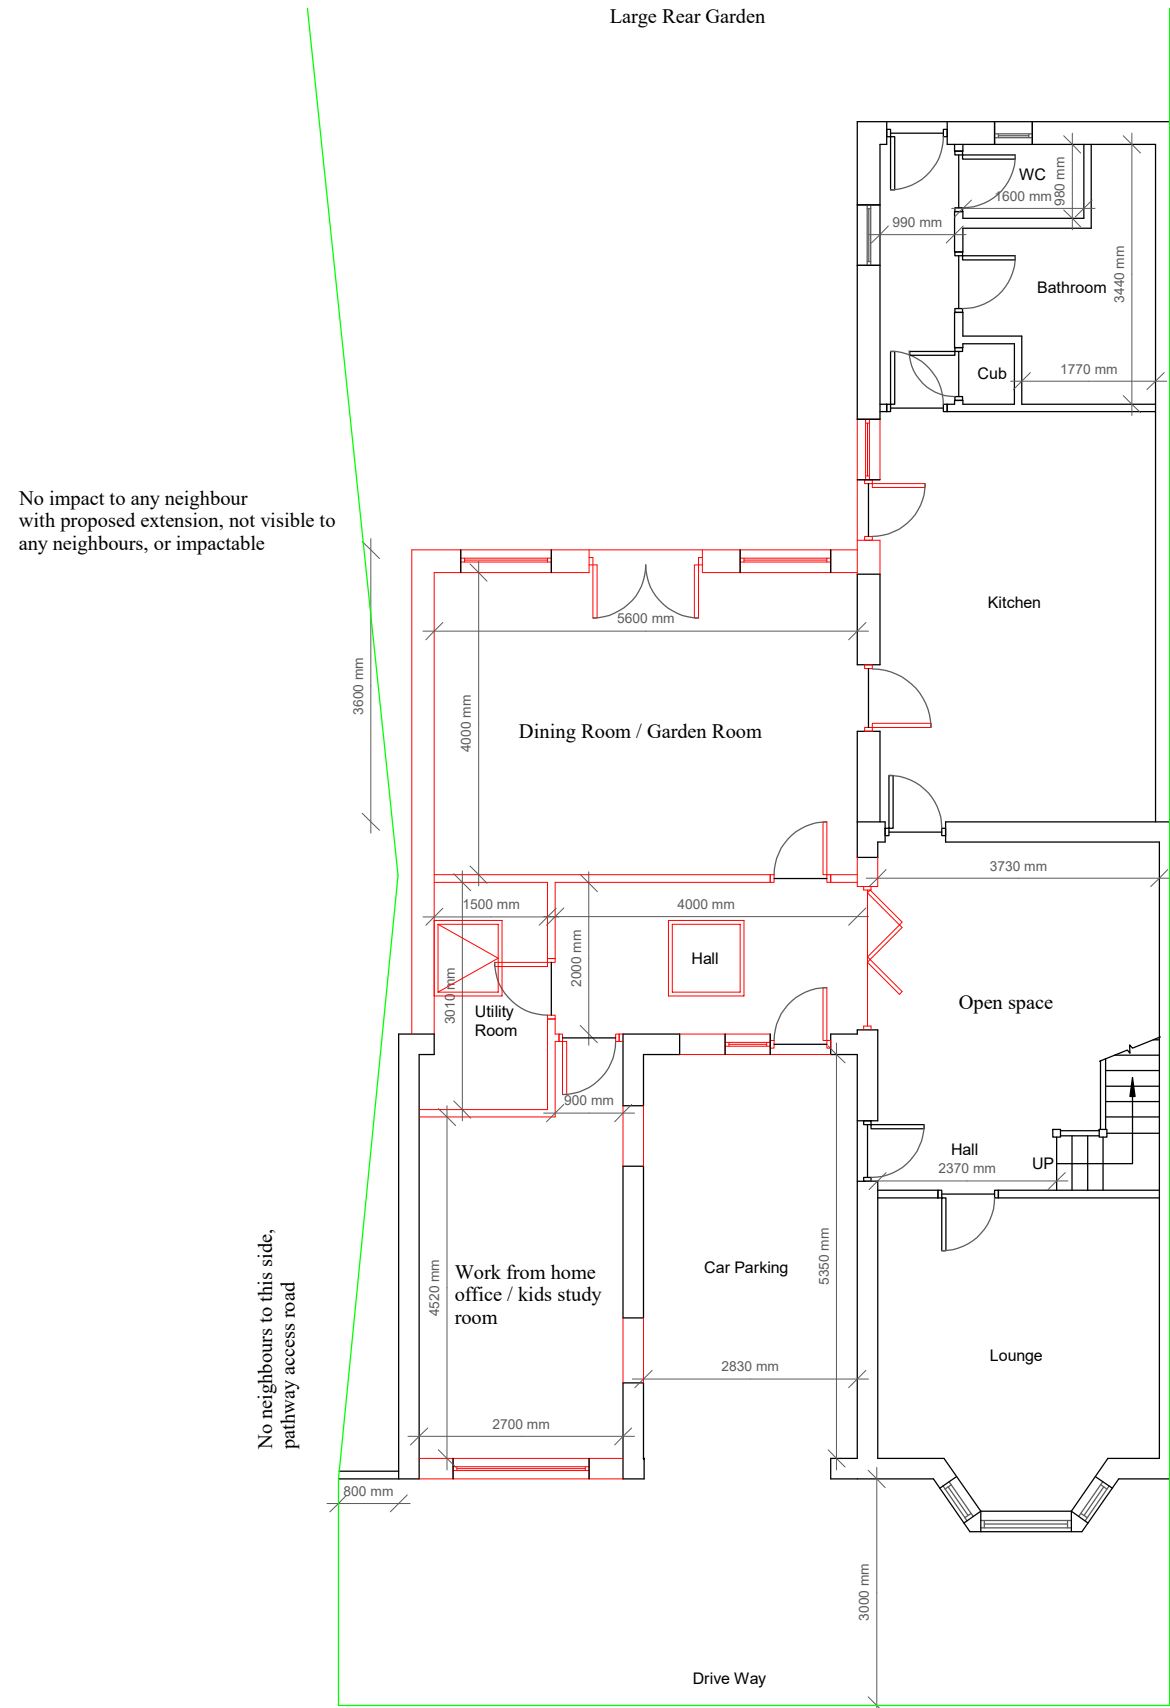 Large Rear Garden
WC
980 mm
1600 mm
990 mm
3440 mm
Bathroom
Cub
1770 mm
No impact to any neighbour
with proposed extension, not visible to
any neighbours, or impactable
Kitchen
5600 mm
3600 mm
4000 mm
Dining Room / Garden Room
3730 mm
1500 mm
4000 mm
2000 mm
Hall
3010 mm
Utility
Room
Open space
900 mm
Hall
UP
2370 mm
5350 mm
4520 mm
Work from home
office / kids study
room
Car Parking
No neighbours to this side,
pathway access road
Lounge
2830 mm
2700 mm
800 mm
3000 mm
Drive Way